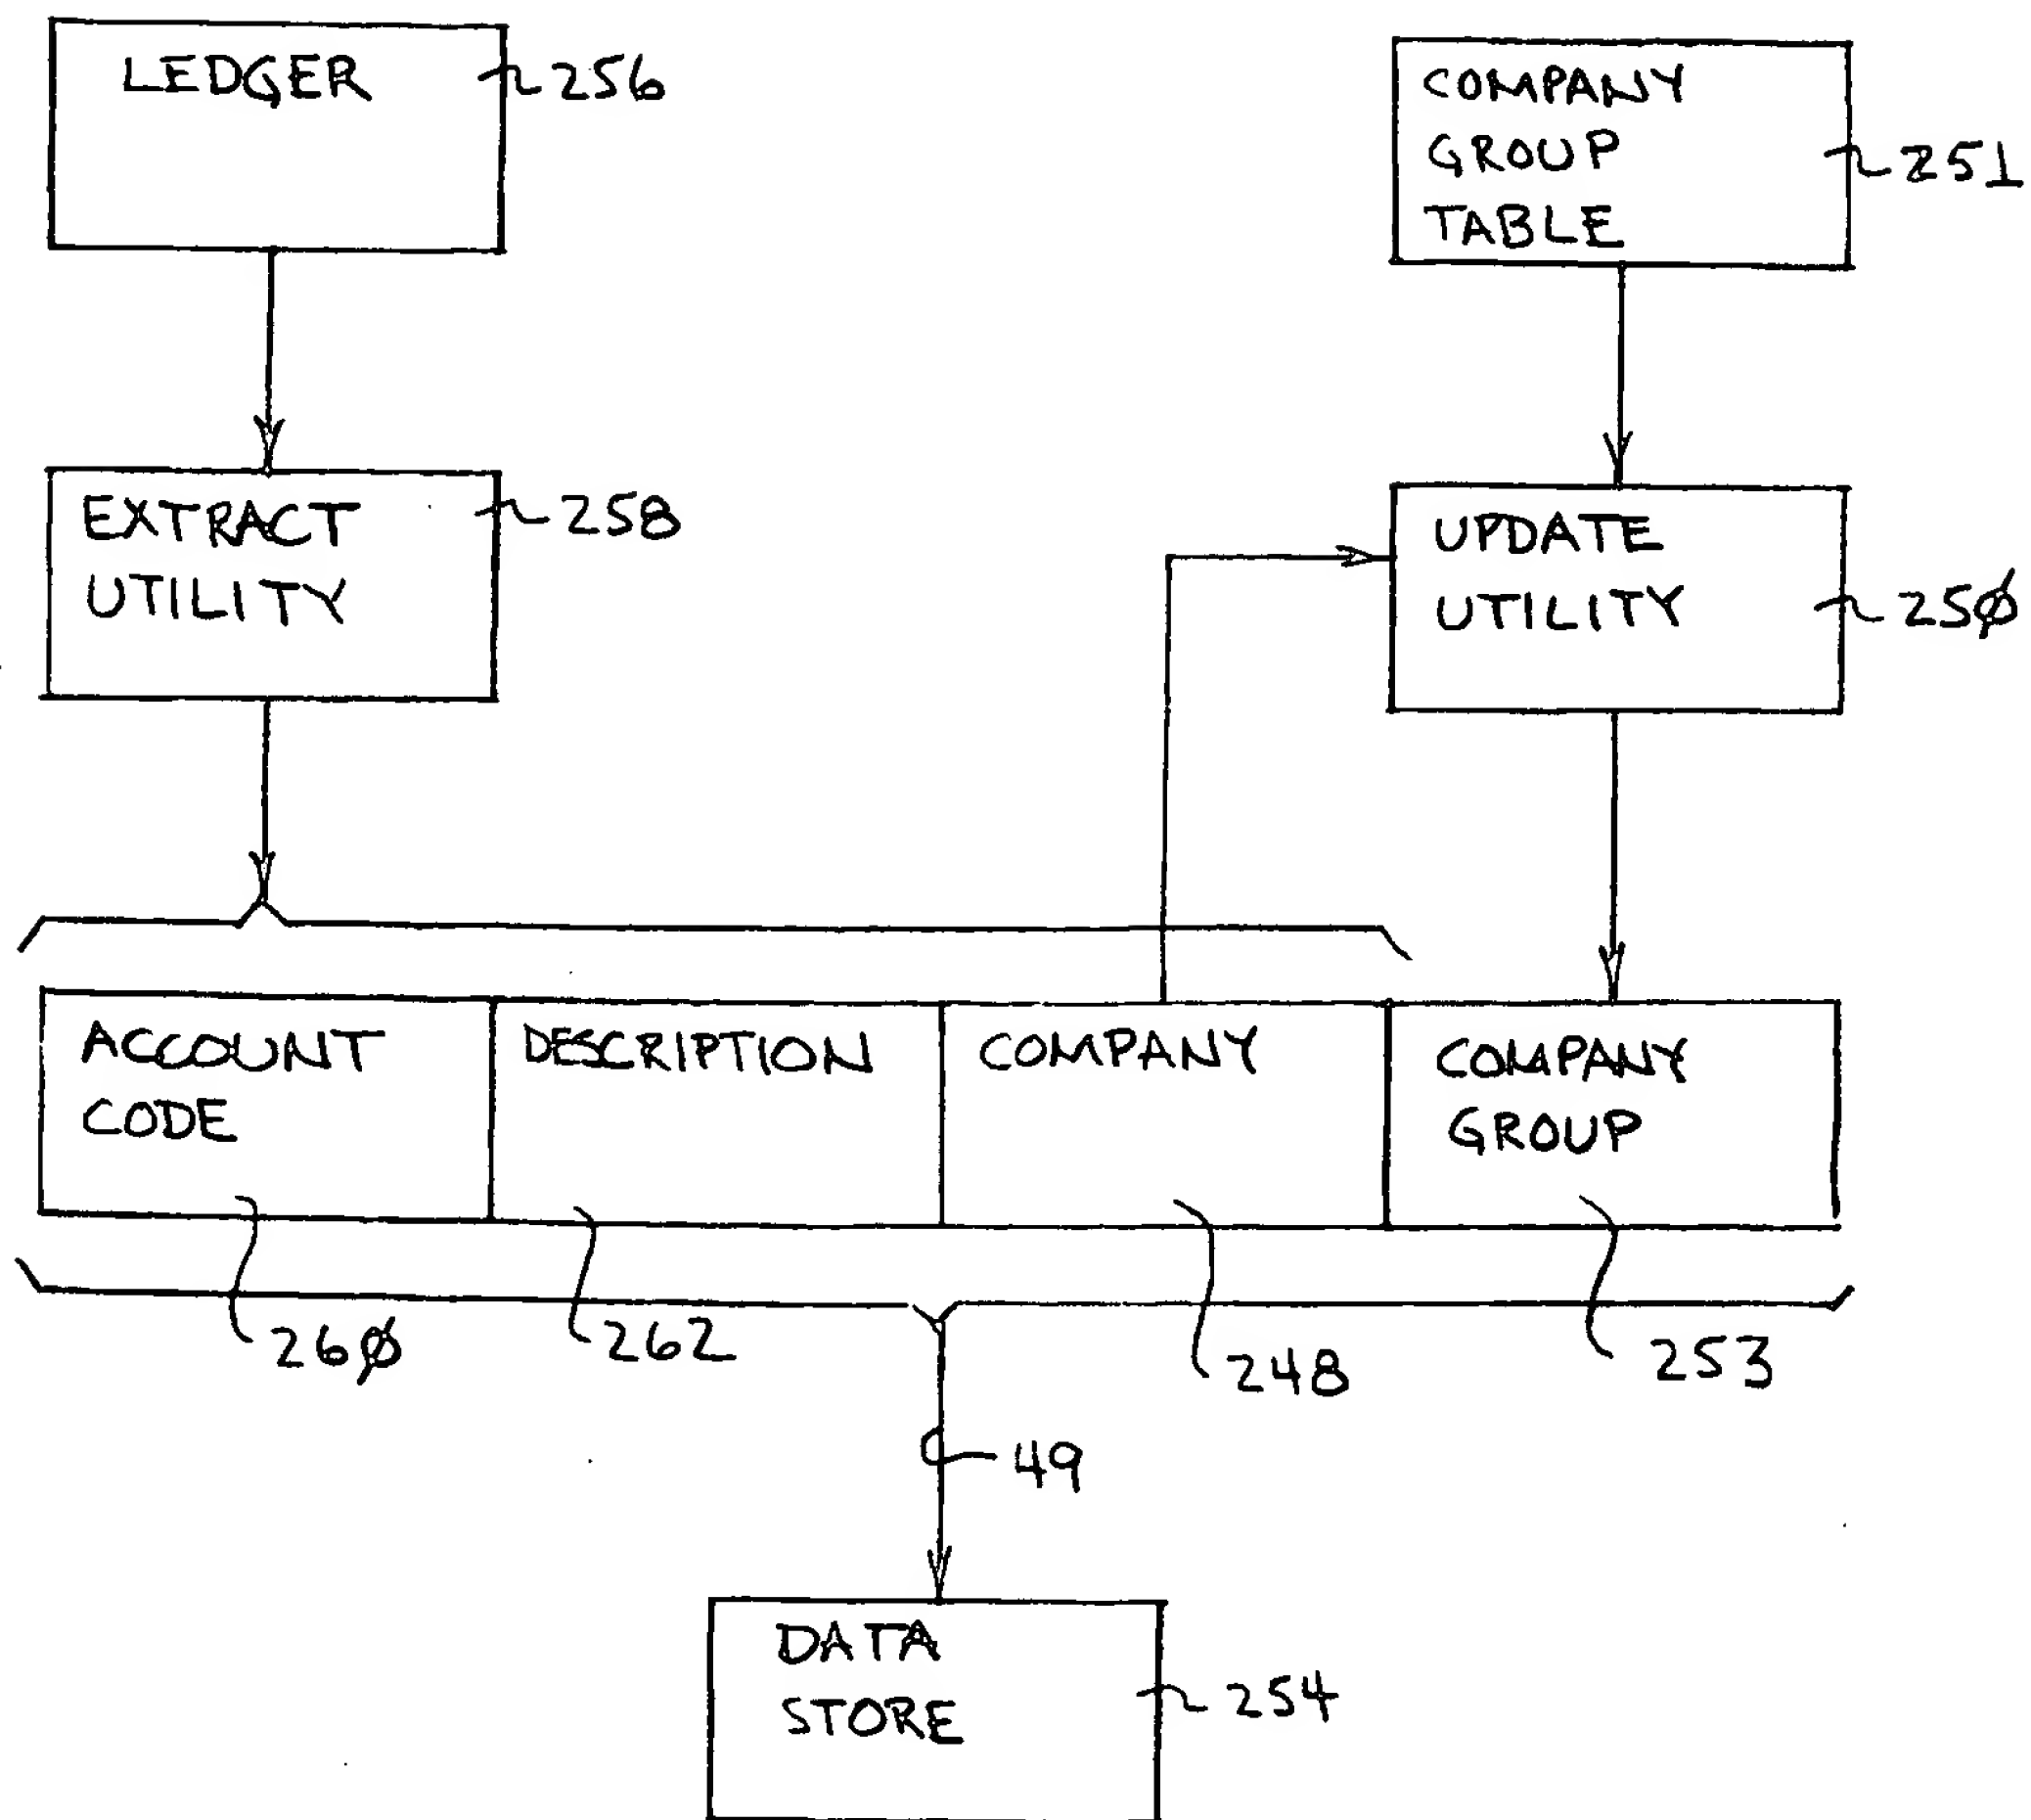 LEDGER
256
COMPANY
GROUP
TABLE
251
EXTRACT
UTILITY
258
UPDATE
UTILITY
25Ø
ACCOUNT
CODE
DESCRIPTION
COMPANY
COMPANY
GROUP
26Ø
262
248
253
49
DATA
STORE
254